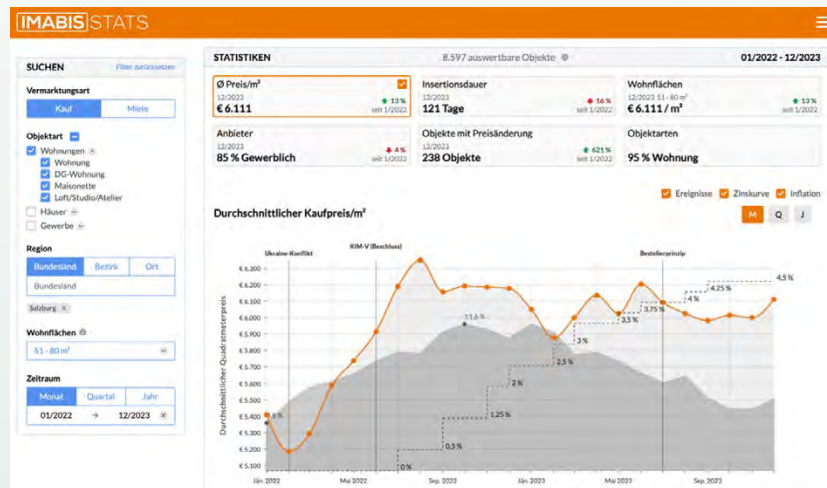 IMABIS STATS
SUCHEN
Filter zurücksetzen
Vermarktungsart
Kauf
Miete
Objektart
Wohnungen
Wohnung
DG-Wohnung
Maisonette
Loft/Studio/Atelier
Häuser
Gewerbe
Region
Bundesland
Bezirk
Ort
Bundesland
Salzburg ×
Wohnflächen
51 - 80 m²
Zeitraum
Monat
Quartal
Jahr
01/2022 → 12/2023
STATISTIKEN
8.597 auswertbare Objekte
01/2022 - 12/2023
Ø Preis/m²
12/2023
€ 6.111
13 %
seit 1/2022
Insertionsdauer
12/2023
121 Tage
16 %
seit 1/2022
Wohnflächen
12/2023 51 - 80 m²
€ 6.111 / m²
13 %
seit 1/2022
Anbieter
12/2023
85 % Gewerblich
4 %
seit 1/2022
Objekte mit Preisänderung
12/2023
238 Objekte
621 %
seit 1/2022
Objektarten
95 % Wohnung
Ereignisse
Zinskurve
Inflation
Durchschnittlicher Kaufpreis/m²
M
Q
J
Ukraine-Konflikt
KIM-V (Beschluss)
Bestellerprinzip
Durchschnittlicher Quadratmeterpreis
€ 6.300
€ 6.200
€ 6.100
€ 6.000
€ 5.900
€ 5.800
€ 5.700
€ 5.600
€ 5.500
€ 5.400
€ 5.300
€ 5.200
€ 5.100
11,6 %
0 %
0,5 %
1,25 %
2 %
2,5 %
3 %
3,5 %
3,75 %
4 %
4,25 %
4,5 %
Jän. 2022
Mai 2022
Sep. 2022
Jän. 2023
Mai 2023
Sep. 2023